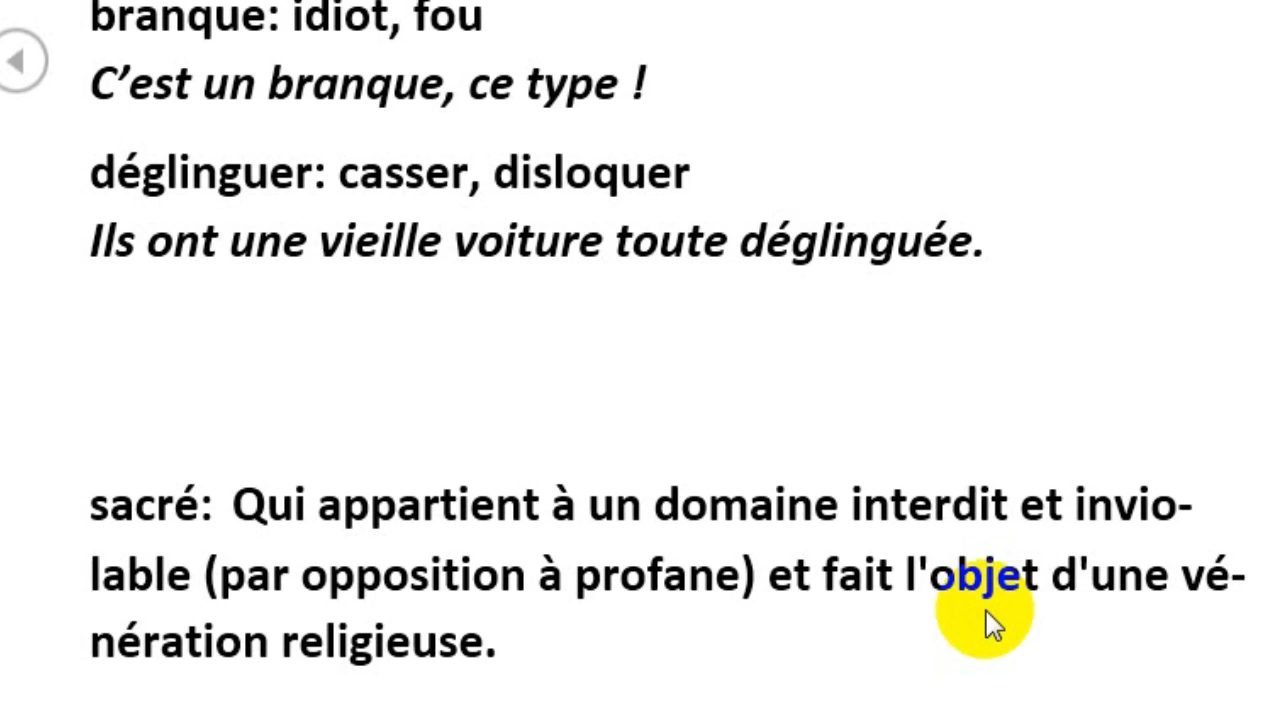 branque: idiot, fou
C’est un branque, ce type !
déglinguer: casser, disloquer
Ils ont une vieille voiture toute déglinguée.
sacré: Qui appartient à un domaine interdit et invio-
lable (par opposition à profane) et fait l'objet d'une vé-
nération religieuse.